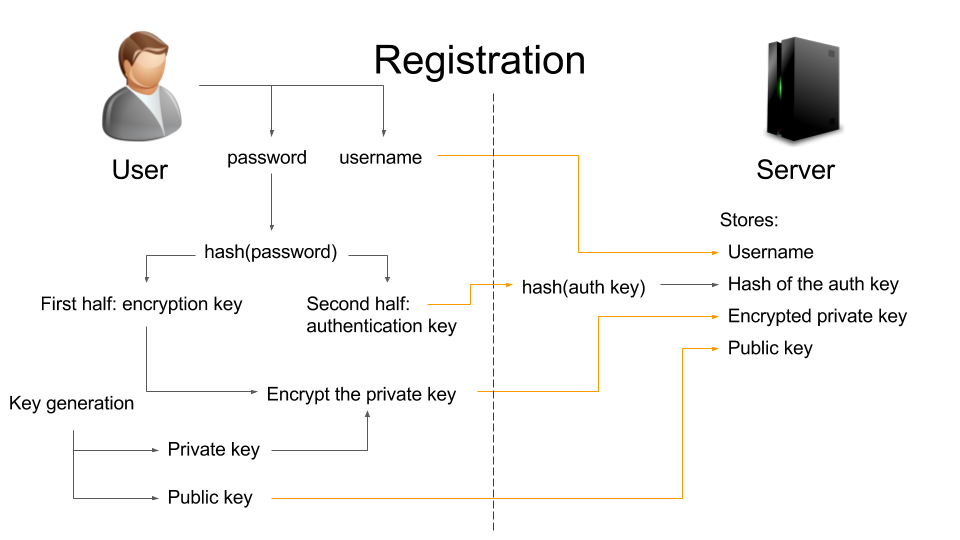 Registration
User
password
username
Server
Stores:
hash(password)
Username
First half: encryption key
Second half:
authentication key
hash(auth key)
Hash of the auth key
Encrypted private key
Public key
Key generation
Encrypt the private key
Private key
Public key